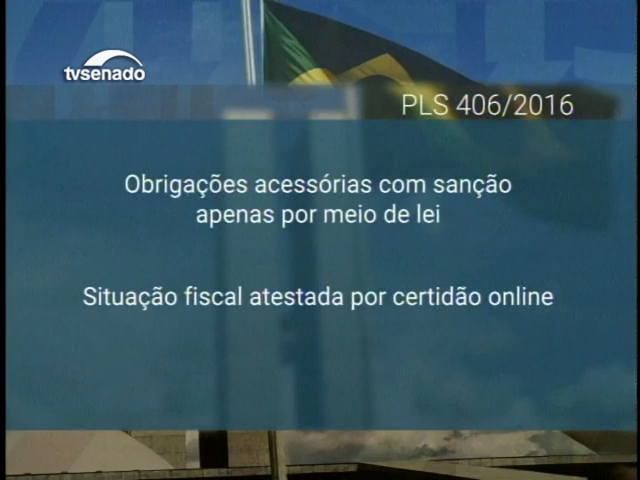 tvsenado
PLS 406/2016
Obrigações acessórias com sanção
apenas por meio de lei
Situação fiscal atestada por certidão online